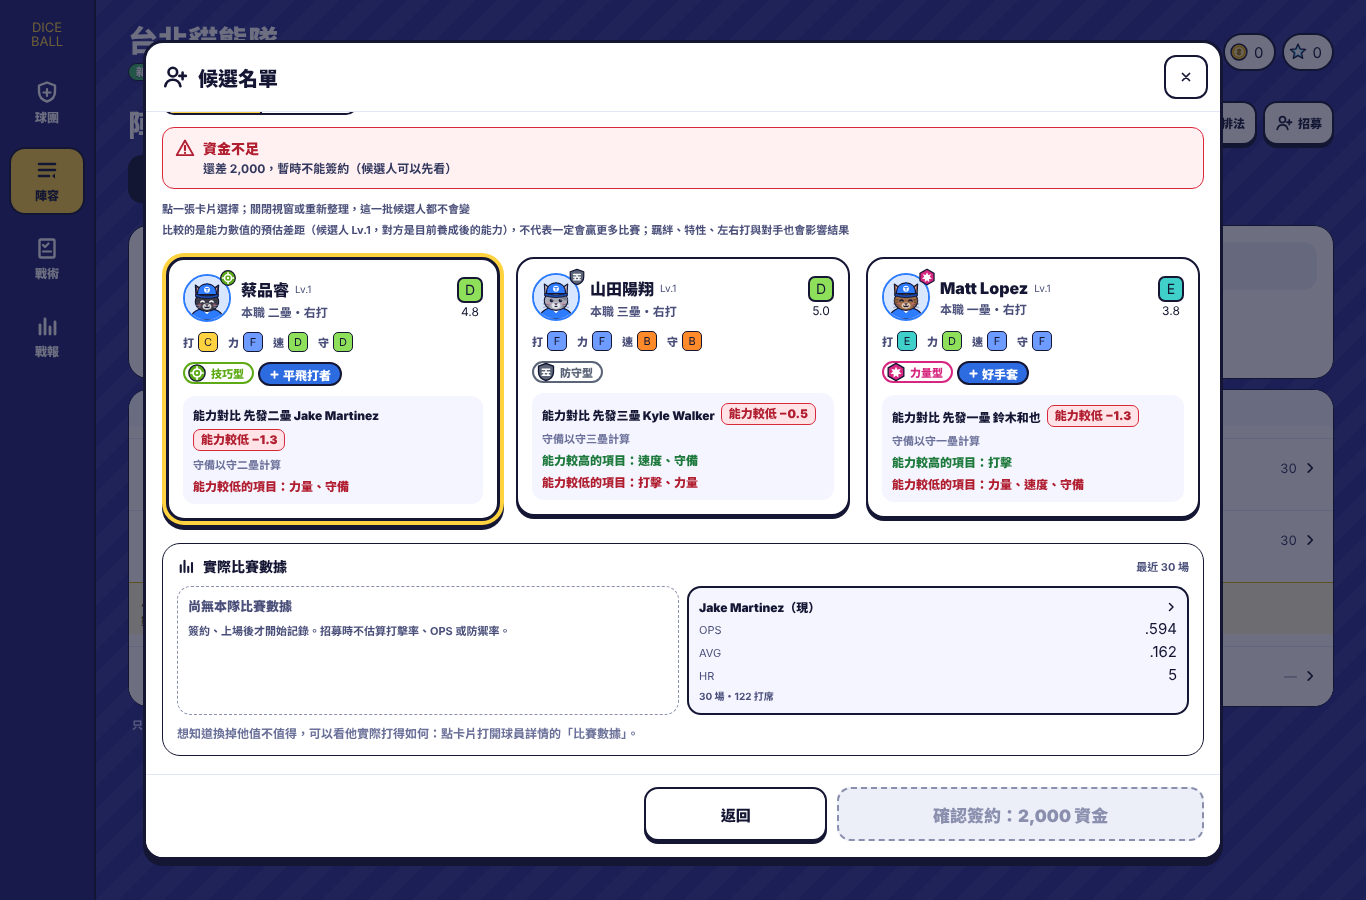 DICE
BALL
球團
陣容
戰術
戰報
台北貓熊隊
0
0
排法
招募
候選名單
×
資金不足
還差 2,000，暫時不能簽約（候選人可以先看）
點一張卡片選擇；關閉視窗或重新整理，這一批候選人都不會變
比較的是能力數值的預估差距（候選人 Lv.1，對方是目前養成後的能力），不代表一定會贏更多比賽；羈絆、特性、左右打與對手也會影響結果
蔡品睿 Lv.1
本職 二壘・右打
D
4.8
打 C 力 F 速 D 守 D
技巧型
+ 平飛打者
能力對比 先發二壘 Jake Martinez
能力較低 −1.3
守備以守二壘計算
能力較低的項目：力量、守備
山田陽翔 Lv.1
本職 三壘・右打
D
5.0
打 F 力 F 速 B 守 B
防守型
能力對比 先發三壘 Kyle Walker 能力較低 −0.5
守備以守三壘計算
能力較高的項目：速度、守備
能力較低的項目：打擊、力量
Matt Lopez Lv.1
本職 一壘・右打
E
3.8
打 E 力 D 速 F 守 F
力量型
+ 好手套
能力對比 先發一壘 鈴木和也 能力較低 −1.3
守備以守一壘計算
能力較高的項目：打擊
能力較低的項目：力量、速度、守備
30
30
—
實際比賽數據
最近 30 場
尚無本隊比賽數據
簽約、上場後才開始記錄。招募時不估算打擊率、OPS 或防禦率。
Jake Martinez（現）
OPS .594
AVG .162
HR 5
30 場・122 打席
想知道換掉他值不值得，可以看他實際打得如何：點卡片打開球員詳情的「比賽數據」。
只
返回
確認簽約：2,000 資金